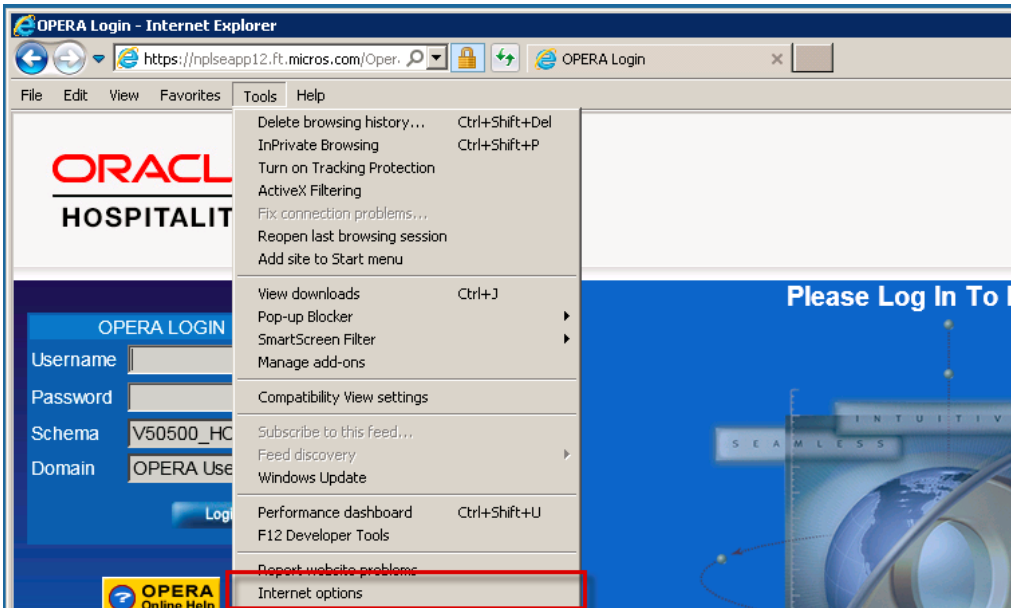 OPERA Login - Internet Explorer
https://nplseapp12.ft.micros.com/Oper
OPERA Login
File Edit View Favorites Tools Help
Delete browsing history... Ctrl+Shift+Del
InPrivate Browsing Ctrl+Shift+P
Turn on Tracking Protection
ActiveX Filtering
Fix connection problems...
Reopen last browsing session
Add site to Start menu
View downloads Ctrl+J
Pop-up Blocker
SmartScreen Filter
Manage add-ons
Compatibility View settings
Subscribe to this feed...
Feed discovery
Windows Update
Performance dashboard Ctrl+Shift+U
F12 Developer Tools
Report website problems
Internet options
ORACL
HOSPITALIT
OPERA LOGIN
Username
Password
Schema V50500_HO
Domain OPERA Use
Logi
OPERA
Online Help
Please Log In To
INTUITIV
SEAMLESS